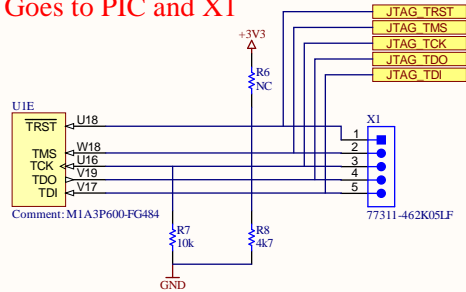 Goes to PIC and X1
JTAG_TRST
JTAG_TMS
JTAG_TCK
JTAG_TDO
JTAG_TDI
+3V3
R6
NC
U1E
TRST
U18
TMS
W18
TCK
U16
TDO
V19
TDI
V17
X1
1
2
3
4
5
Comment: M1A3P600-FG484
77311-462K05LF
R7
10k
R8
4k7
GND